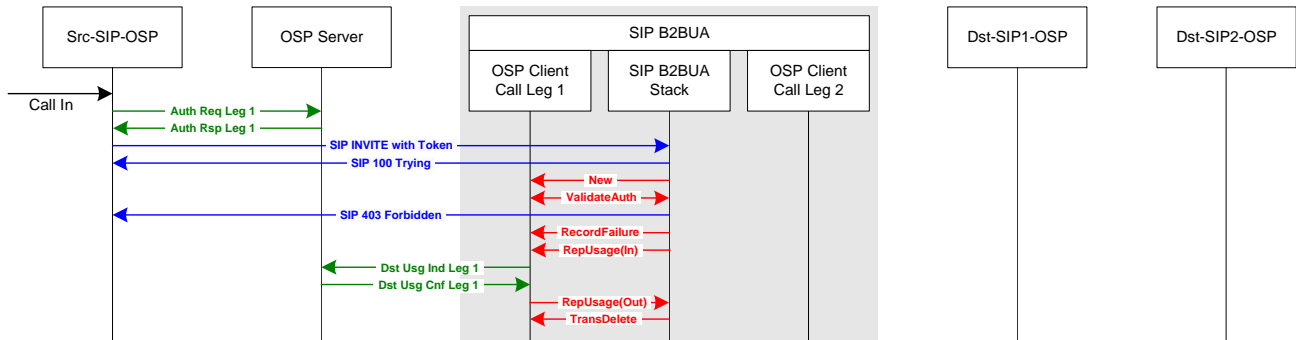 Src-SIP-OSP
OSP Server
SIP B2BUA
OSP Client
Call Leg 1
SIP B2BUA
Stack
OSP Client
Call Leg 2
Dst-SIP1-OSP
Dst-SIP2-OSP
Call In
Auth Req Leg 1
Auth Rsp Leg 1
SIP INVITE with Token
SIP 100 Trying
New
ValidateAuth
SIP 403 Forbidden
RecordFailure
RepUsage(In)
Dst Usg Ind Leg 1
Dst Usg Cnf Leg 1
RepUsage(Out)
TransDelete